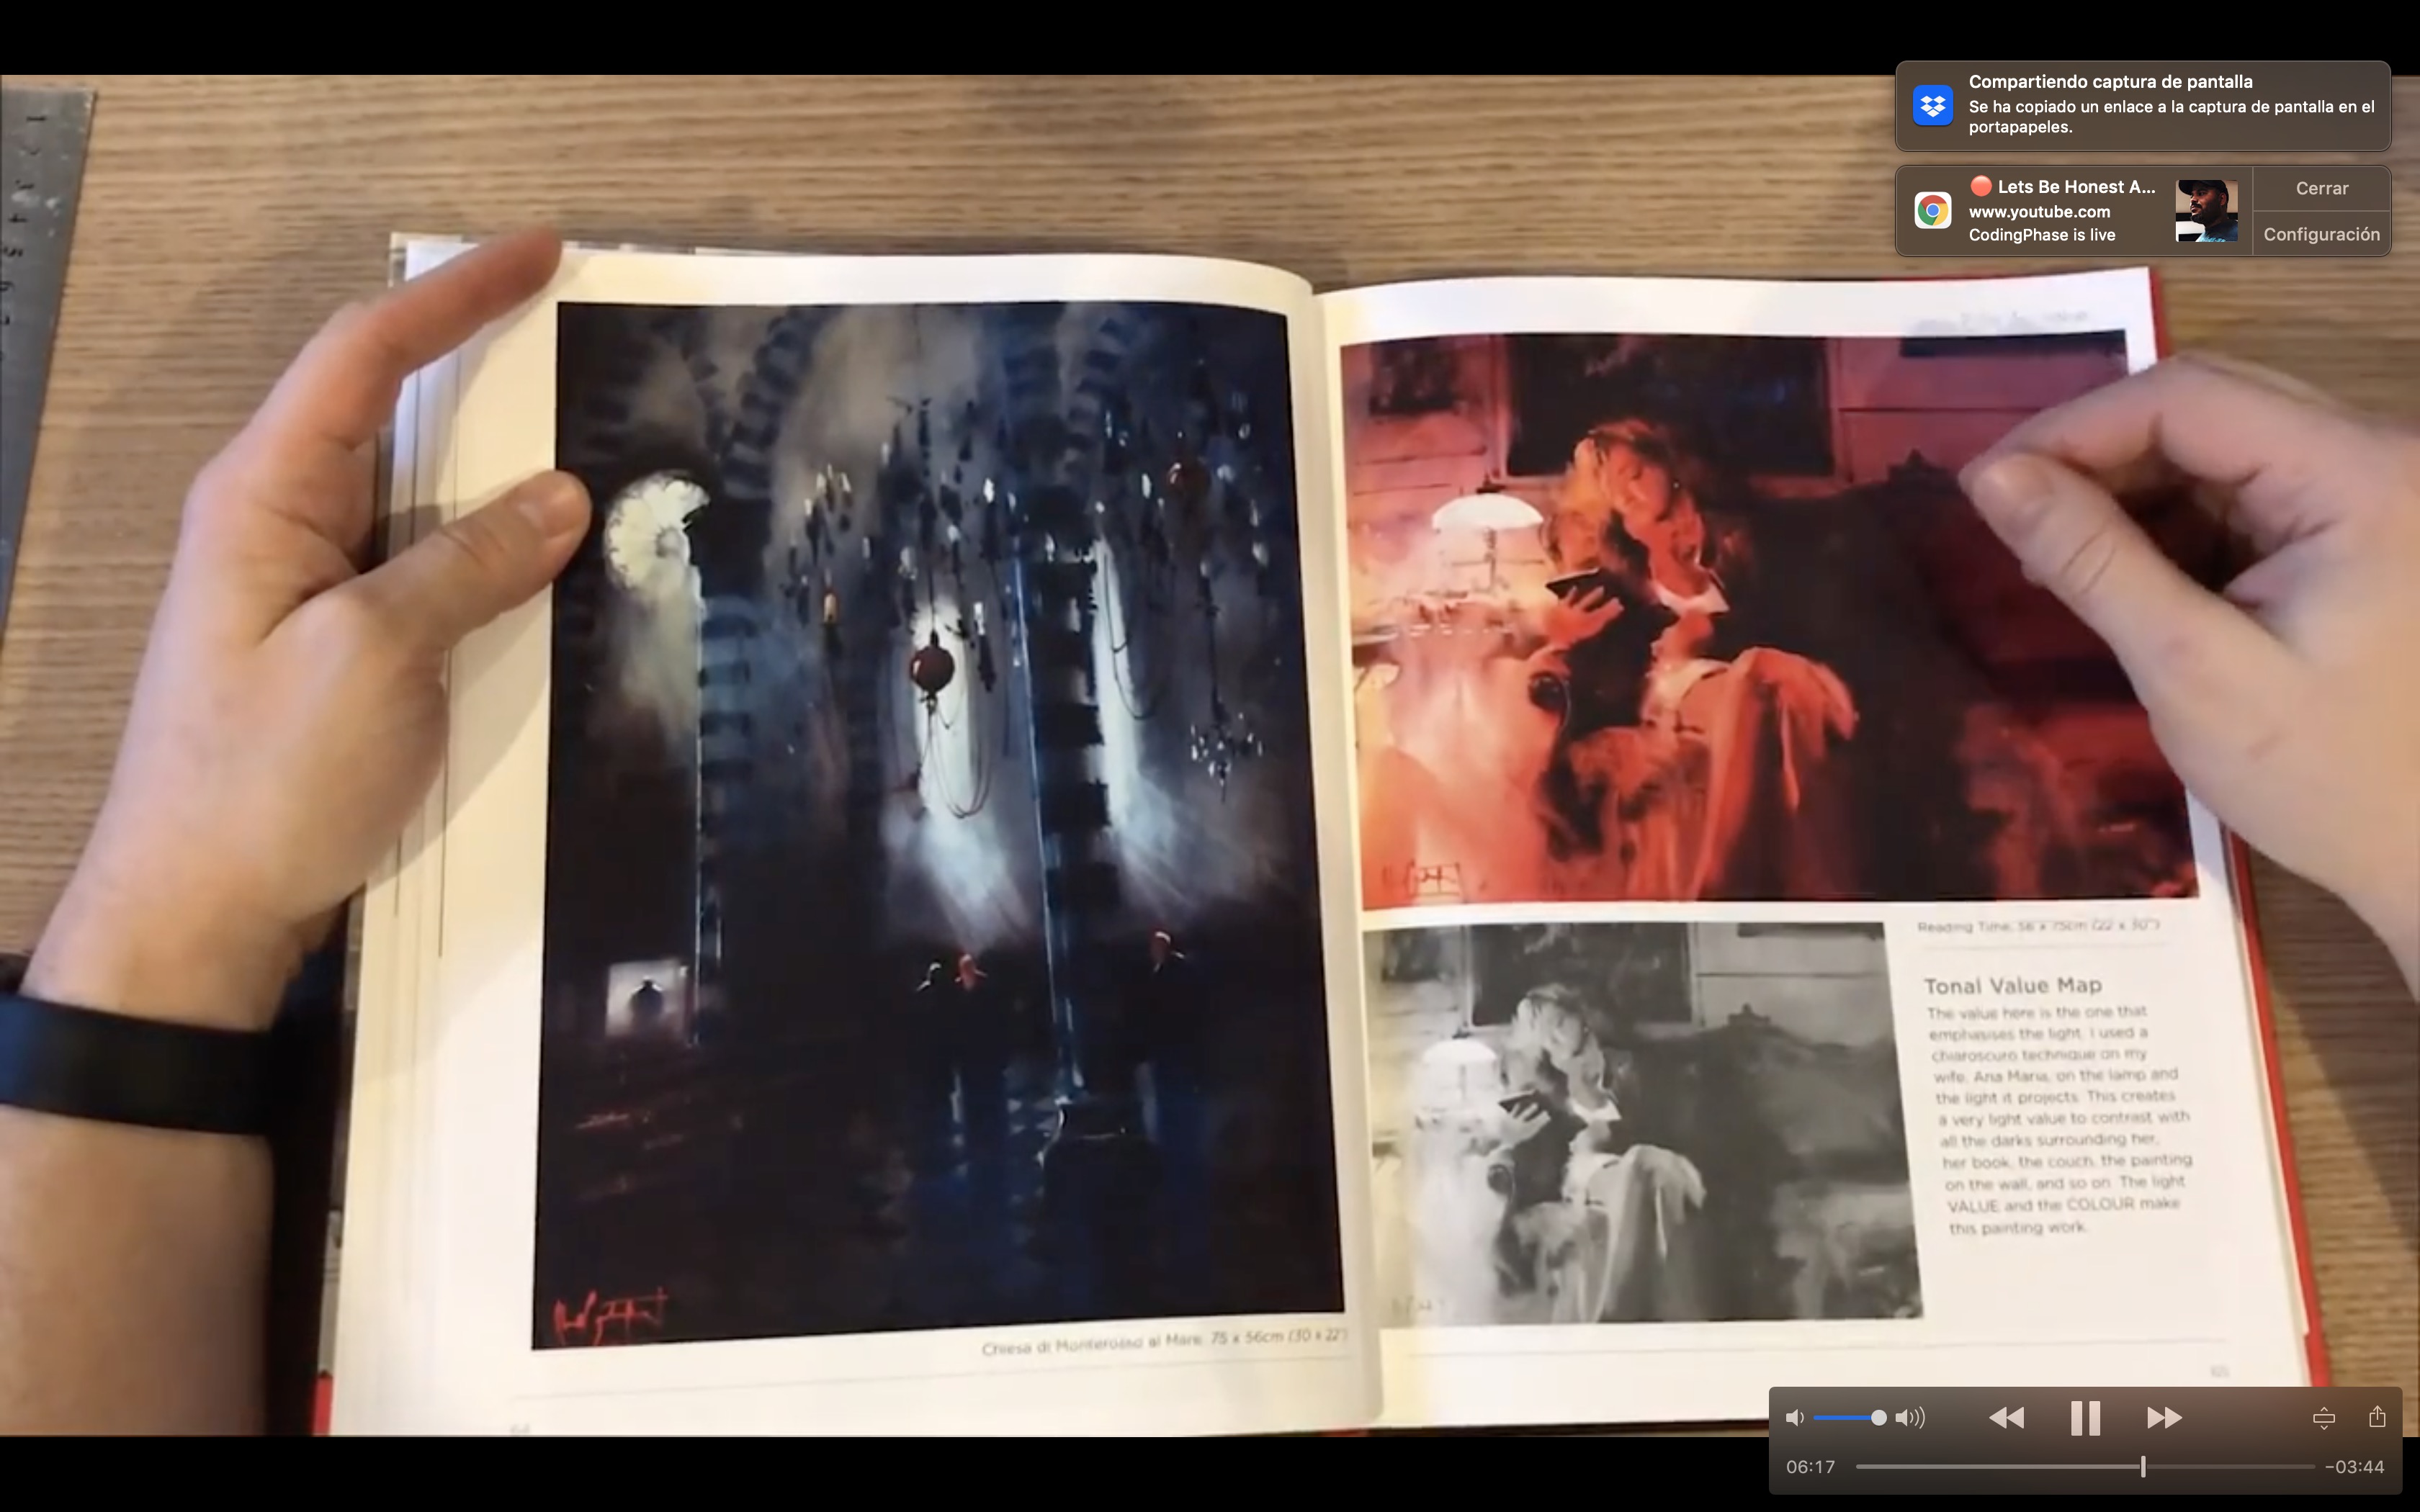 Compartiendo captura de pantalla
Se ha copiado un enlace a la captura de pantalla en el
portapapeles.
🔴 Lets Be Honest A...
www.youtube.com
CodingPhase is live
Cerrar
Configuración
Chiesa di Monterosso al Mare. 75 x 56cm (30 x 22")
Reading Time, 56 x 75cm (22 x 30")
Tonal Value Map
The value here is the one that
emphasises the light. I used a
chiaroscuro technique on my
wife, Ana Maria, on the lamp and
the light it projects. This creates
a very light value to contrast with
all the darks surrounding her,
her book, the couch, the painting
on the wall, and so on. The light
VALUE and the COLOUR make
this painting work.
06:17
−03:44